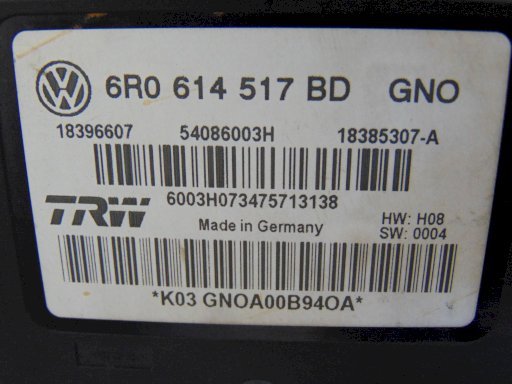 6R0 614 517 BD GNO
18396607 54086003H 18385307-A
6003H073475713138
TRW Made in Germany HW: H08
SW: 0004
*K03 GNOA00B94OA*